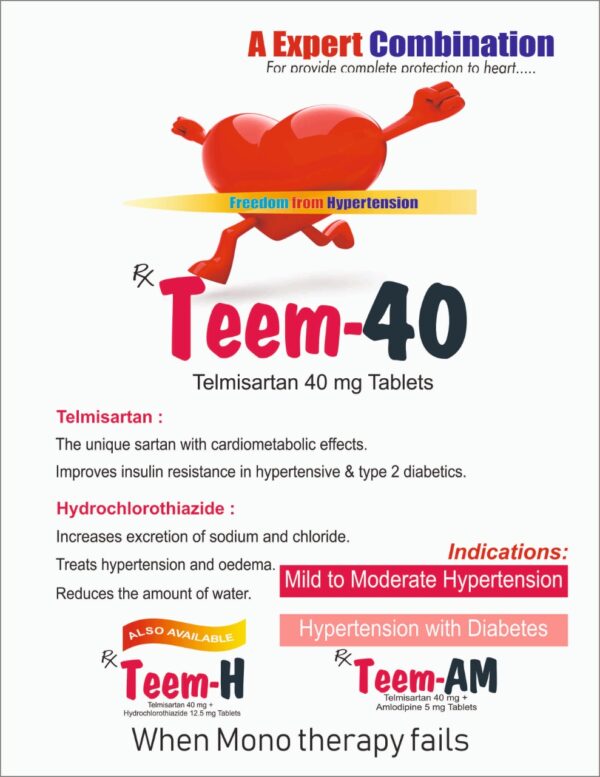 A Expert Combination
For provide complete protection to heart.....
Freedom from Hypertension
Rx
Teem-40
Telmisartan 40 mg Tablets
Telmisartan :
The unique sartan with cardiometabolic effects.
Improves insulin resistance in hypertensive & type 2 diabetics.
Hydrochlorothiazide :
Increases excretion of sodium and chloride.
Treats hypertension and oedema.
Reduces the amount of water.
Indications:
Mild to Moderate Hypertension
Hypertension with Diabetes
ALSO AVAILABLE
Rx
Teem-H
Telmisartan 40 mg +
Hydrochlorothiazide 12.5 mg Tablets
Rx
Teem-AM
Telmisartan 40 mg +
Amlodipine 5 mg Tablets
When Mono therapy fails